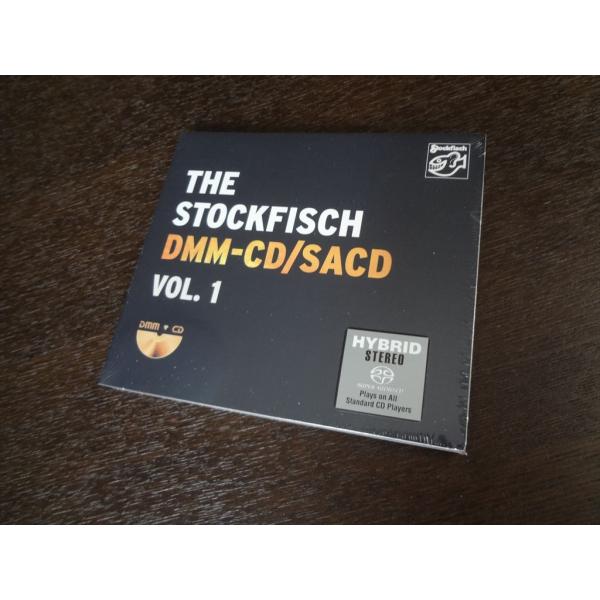 Stockfisch
THE
STOCKFISCH
DMM-CD/SACD
VOL. 1
DMM CD
HYBRID
STEREO
SUPER AUDIO CD
Plays on All
Standard CD Players